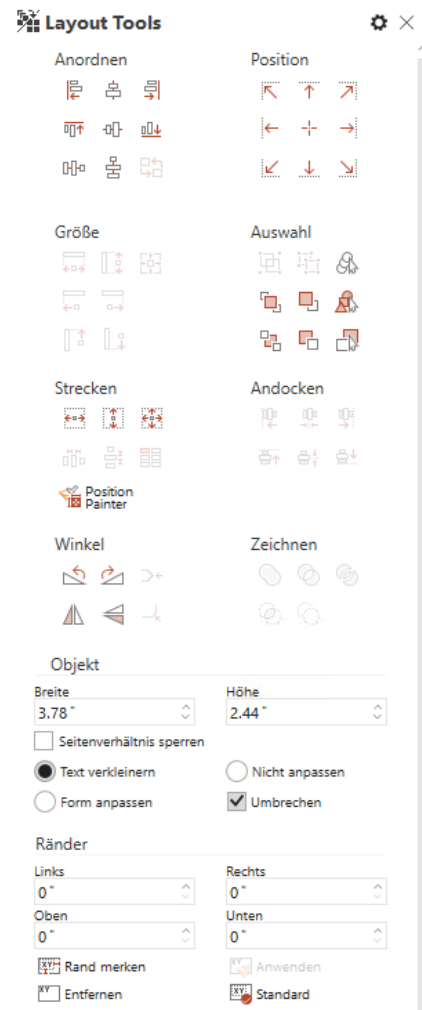 Layout Tools
Anordnen Position
Größe Auswahl
Strecken Andocken
Position
Painter
Winkel Zeichnen
Objekt
Breite Höhe
3.78 " 2.44 "
Seitenverhältnis sperren
Text verkleinern Nicht anpassen
Form anpassen Umbrechen
Ränder
Links Rechts
0 " 0 "
Oben Unten
0 " 0 "
Rand merken Anwenden
Entfernen Standard